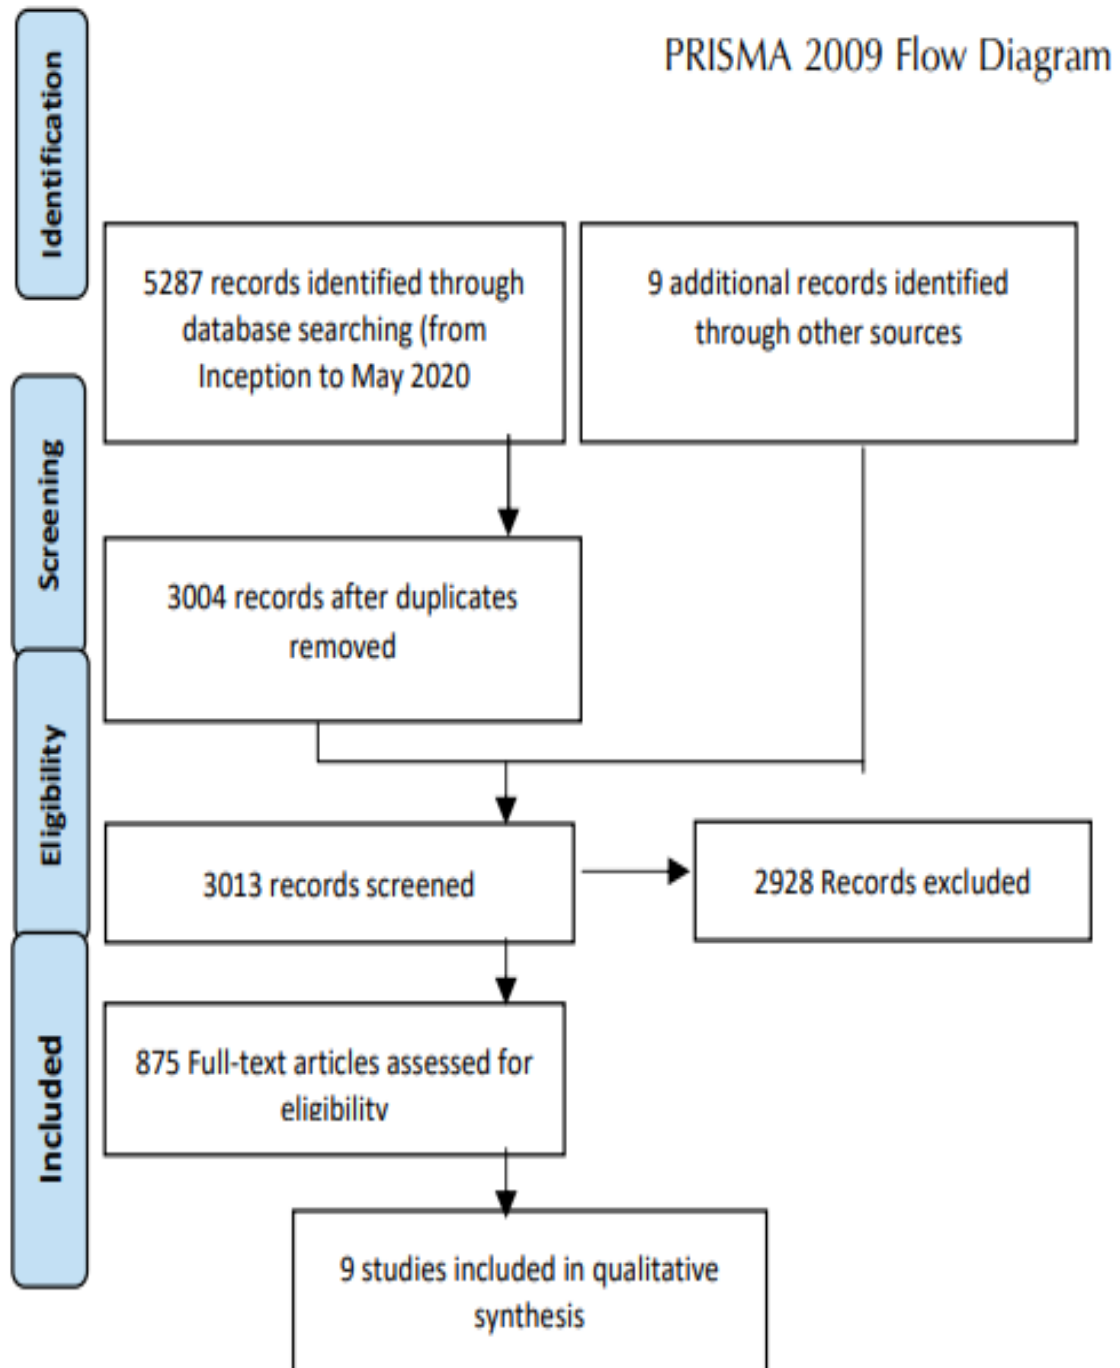 PRISMA 2009 Flow Diagram
Identification
5287 records identified through
database searching (from
Inception to May 2020
9 additional records identified
through other sources
Screening
3004 records after duplicates
removed
Eligibility
3013 records screened
2928 Records excluded
Included
875 Full-text articles assessed for
eligibility
9 studies included in qualitative
synthesis